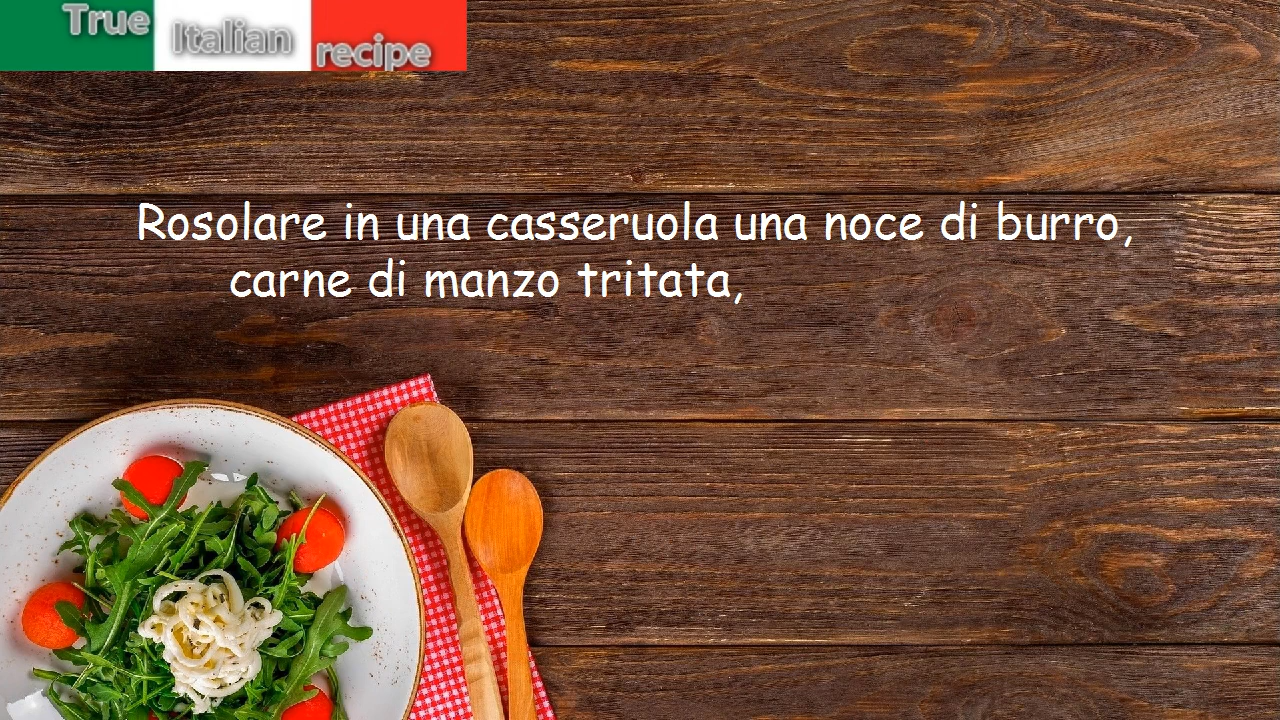 True Italian recipe
Rosolare in una casseruola una noce di burro,
carne di manzo tritata,